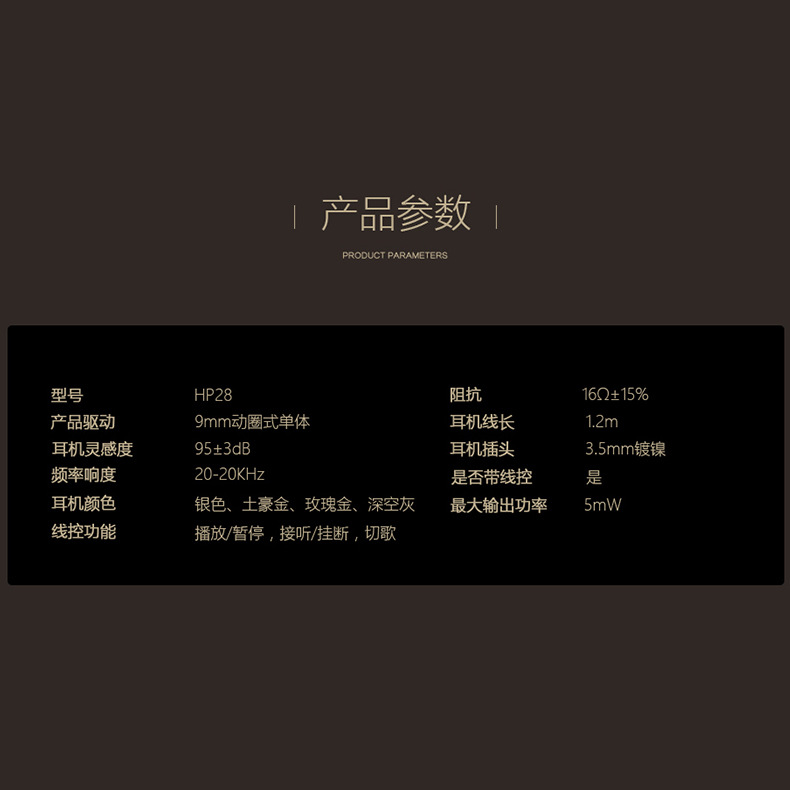 产品参数
PRODUCT PARAMETERS
型号 HP28
产品驱动 9mm动圈式单体
耳机灵感度 95±3dB
频率响度 20-20KHz
耳机颜色 银色、土豪金、玫瑰金、深空灰
线控功能 播放/暂停，接听/挂断，切歌
阻抗 16Ω±15%
耳机线长 1.2m
耳机插头 3.5mm镀镍
是否带线控 是
最大输出功率 5mW